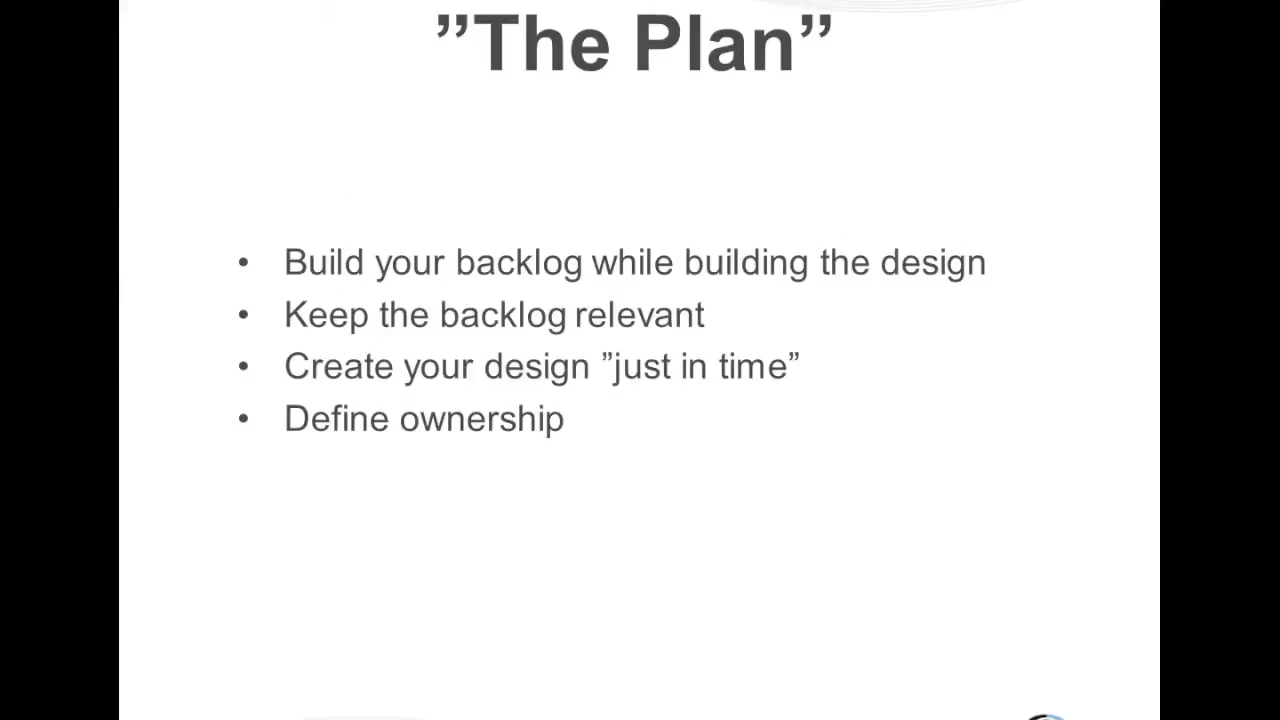 ”The Plan”
• Build your backlog while building the design
• Keep the backlog relevant
• Create your design ”just in time”
• Define ownership